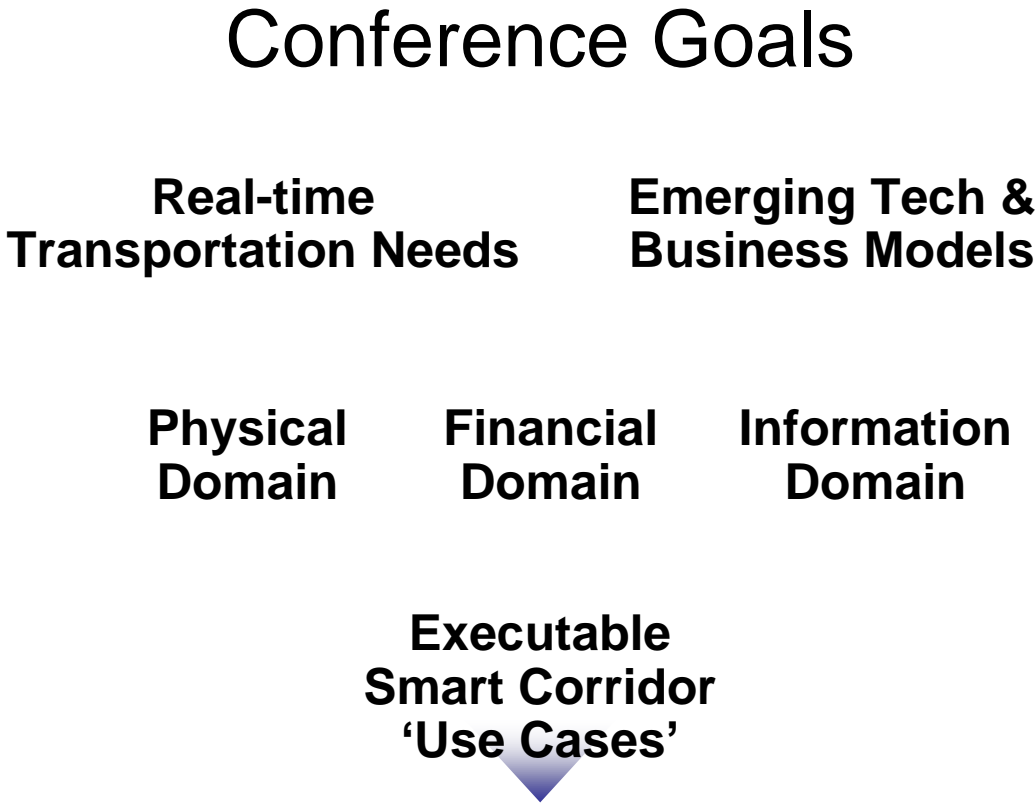 Conference Goals
Real-time
Transportation Needs
Emerging Tech &
Business Models
Physical
Domain
Financial
Domain
Information
Domain
Executable
Smart Corridor
‘Use Cases’